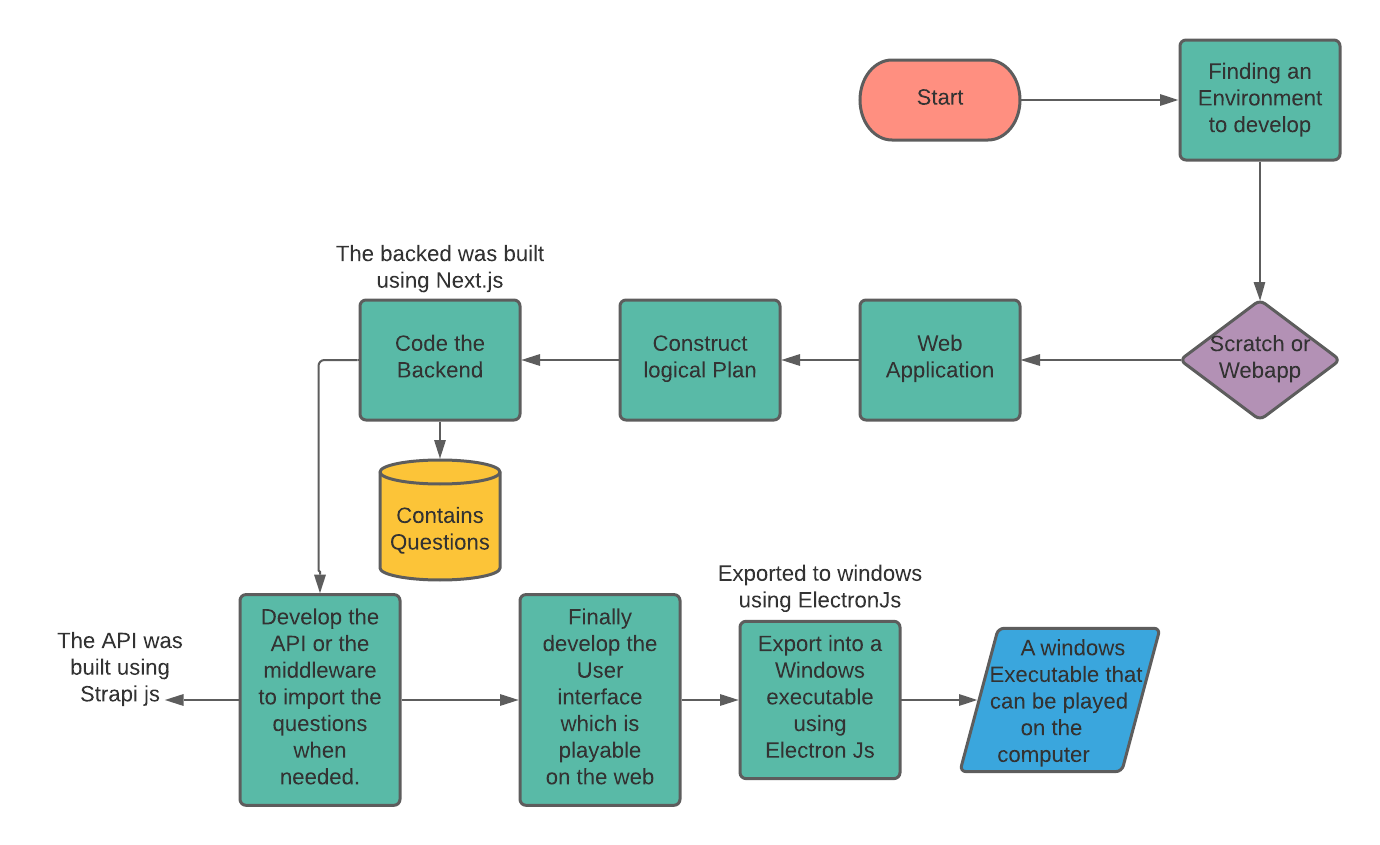 Start
Finding an
Environment
to develop
Scratch or
Webapp
Web
Application
Construct
logical Plan
The backed was built
using Next.js
Code the
Backend
Contains
Questions
Develop the
API or the
middleware
to import the
questions
when
needed.
The API was
built using
Strapi js
Finally
develop the
User
interface
which is
playable
on the web
Exported to windows
using ElectronJs
Export into a
Windows
executable
using
Electron Js
A windows
Executable that
can be played
on the
computer